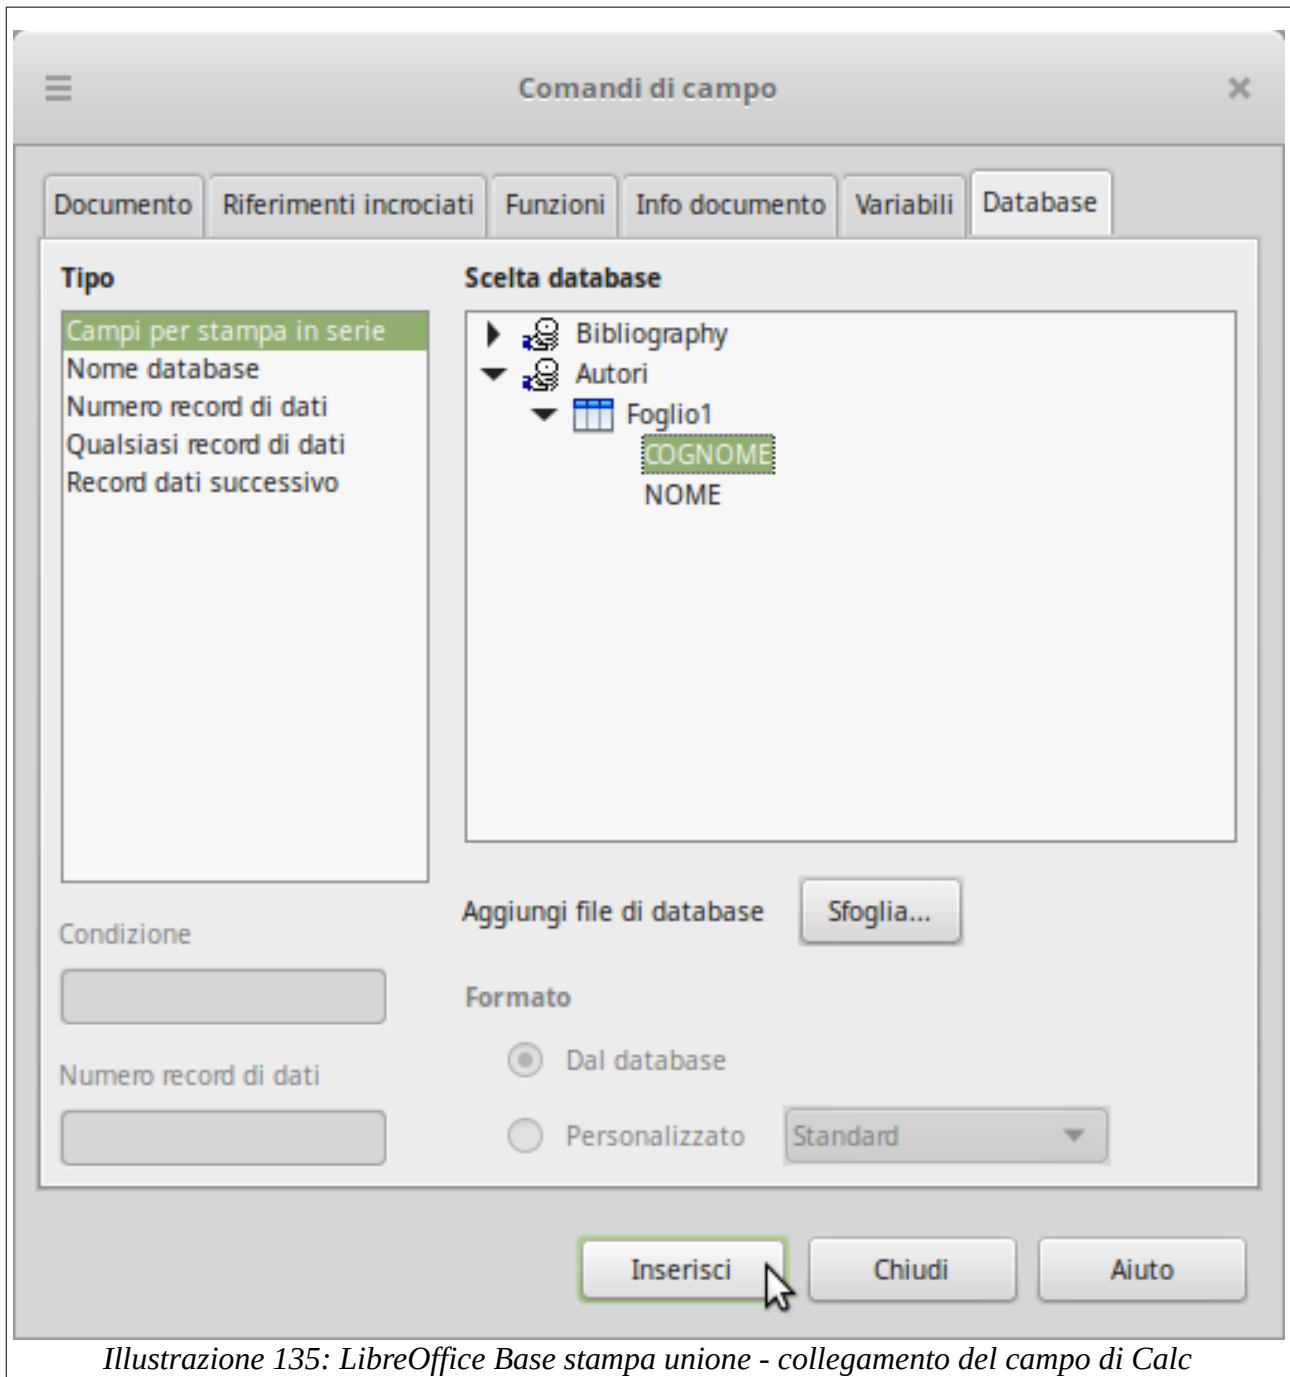 Comandi di campo
Documento
Riferimenti incrociati
Funzioni
Info documento
Variabili
Database
Tipo
Campi per stampa in serie
Nome database
Numero record di dati
Qualsiasi record di dati
Record dati successivo
Scelta database
Bibliography
Autori
Foglio1
COGNOME
NOME
Condizione
Numero record di dati
Aggiungi file di database
Sfoglia...
Formato
Dal database
Personalizzato
Standard
Inserisci
Chiudi
Aiuto
Illustrazione 135: LibreOffice Base stampa unione - collegamento del campo di Calc